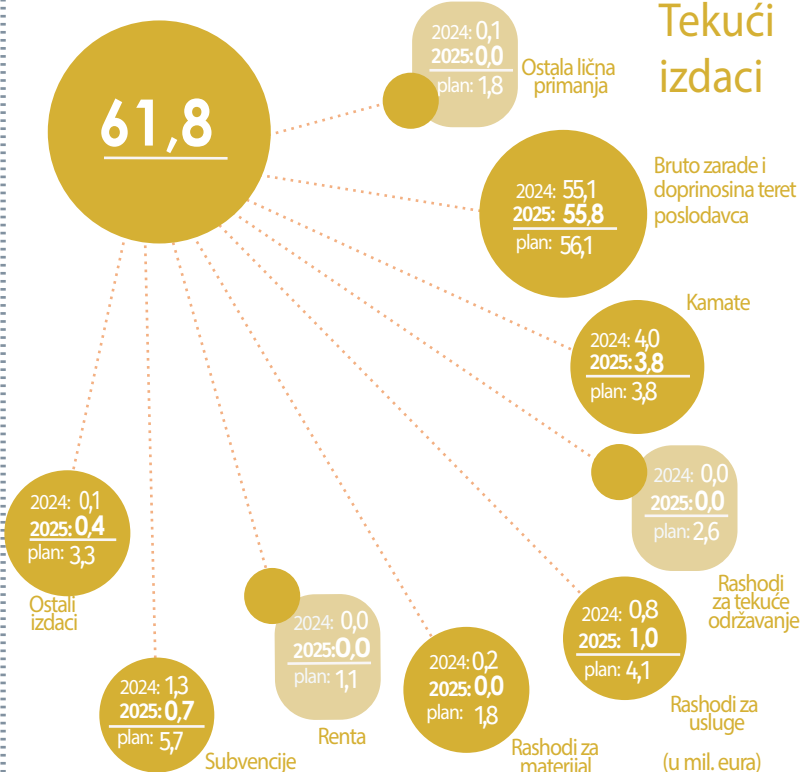 Tekući
izdaci
61,8
2024: 0,1
2025: 0,0
plan: 1,8
Ostala lična
primanja
2024: 55,1
2025: 55,8
plan: 56,1
Bruto zarade i
doprinosina teret
poslodavca
Kamate
2024: 4,0
2025: 3,8
plan: 3,8
2024: 0,0
2025: 0,0
plan: 2,6
Rashodi
za tekuće
održavanje
2024: 0,8
2025: 1,0
plan: 4,1
Rashodi za
usluge
2024: 0,2
2025: 0,0
plan: 1,8
Rashodi za
materijal
2024: 0,0
2025: 0,0
plan: 1,1
Renta
2024: 1,3
2025: 0,7
plan: 5,7
Subvencije
2024: 0,1
2025: 0,4
plan: 3,3
Ostali
izdaci
(u mil. eura)